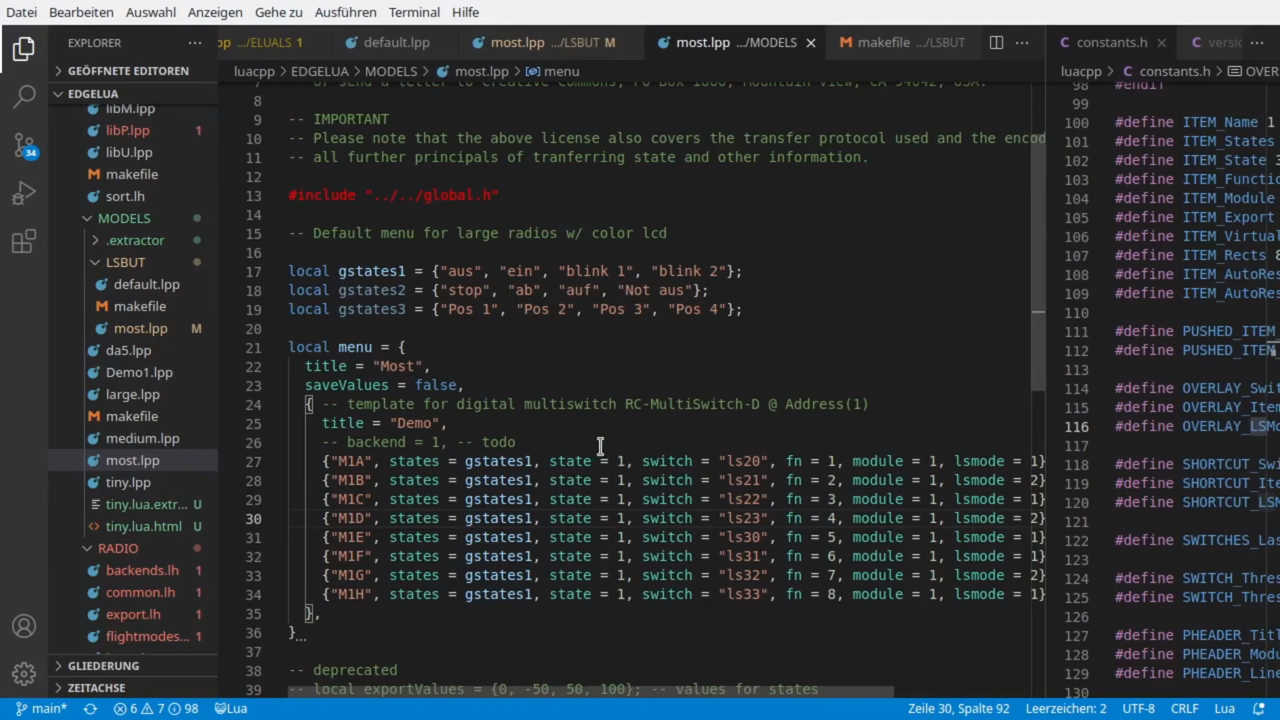 Datei Bearbeiten Auswahl Anzeigen Gehe zu Ausführen Terminal Hilfe
EXPLORER ...
GEÖFFNETE EDITOREN
EDGELUA
libM.lpp
libP.lpp 1
libU.lpp
makefile
sort.lh
MODELS
.extractor
LSBUT
default.lpp
makefile
most.lpp M
da5.lpp
Demo1.lpp
large.lpp
makefile
medium.lpp
most.lpp
tiny.lpp
tiny.lua.extr... U
tiny.lua.html U
RADIO
backends.lh 1
common.lh 1
export.lh 1
flightmodes... 1
GLIEDERUNG
ZEITACHSE
34
pp .../ELUALS 1 default.lpp most.lpp .../LSBUT M most.lpp .../MODELS makefile .../LSBUT ...
luacpp > EDGELUA > MODELS > most.lpp > menu
8
9 -- IMPORTANT
10 -- Please note that the above license also covers the transfer protocol used and the encod
11 -- all further principals of tranferring state and other information.
12
13 #include "../../global.h"
14
15 -- Default menu for large radios w/ color lcd
16
17 local gstates1 = {"aus", "ein", "blink 1", "blink 2"};
18 local gstates2 = {"stop", "ab", "auf", "Not aus"};
19 local gstates3 = {"Pos 1", "Pos 2", "Pos 3", "Pos 4"};
20
21 local menu = {
22 title = "Most",
23 saveValues = false,
24 { -- template for digital multiswitch RC-MultiSwitch-D @ Address(1)
25 title = "Demo",
26 -- backend = 1, -- todo
27 {"M1A", states = gstates1, state = 1, switch = "ls20", fn = 1, module = 1, lsmode = 1}
28 {"M1B", states = gstates1, state = 1, switch = "ls21", fn = 2, module = 1, lsmode = 2}
29 {"M1C", states = gstates1, state = 1, switch = "ls22", fn = 3, module = 1, lsmode = 1}
30 {"M1D", states = gstates1, state = 1, switch = "ls23", fn = 4, module = 1, lsmode = 2}
31 {"M1E", states = gstates1, state = 1, switch = "ls30", fn = 5, module = 1, lsmode = 1}
32 {"M1F", states = gstates1, state = 1, switch = "ls31", fn = 6, module = 1, lsmode = 1}
33 {"M1G", states = gstates1, state = 1, switch = "ls32", fn = 7, module = 1, lsmode = 2}
34 {"M1H", states = gstates1, state = 1, switch = "ls33", fn = 8, module = 1, lsmode = 1}
35 },
36 }...
38 -- deprecated
39 -- local exportValues = {0, -50, 50, 100}; -- values for states
constants.h versi ...
luacpp > constants.h > OVER
98 #endif
99
100 #define ITEM_Name 1
101 #define ITEM_States
102 #define ITEM_State 3
103 #define ITEM_Functi
104 #define ITEM_Module
105 #define ITEM_Export
106 #define ITEM_Virtua
107 #define ITEM_Rects 8
108 #define ITEM_AutoRes
109 #define ITEM_AutoRes
110
111 #define PUSHED_ITEM
112 #define PUSHED_ITEM
113
114 #define OVERLAY_Swit
115 #define OVERLAY_Item
116 #define OVERLAY_LSMo
117
118 #define SHORTCUT_Sw
119 #define SHORTCUT_Ite
120 #define SHORTCUT_LSM
121
122 #define SWITCHES_Las
124 #define SWITCH_Thres
125 #define SWITCH_Thres
126
127 #define PHEADER_Titl
128 #define PHEADER_Modu
129 #define PHEADER_Line
130
main* 6 7 98 Lua Zeile 30, Spalte 92 Leerzeichen: 2 UTF-8 CRLF Lua